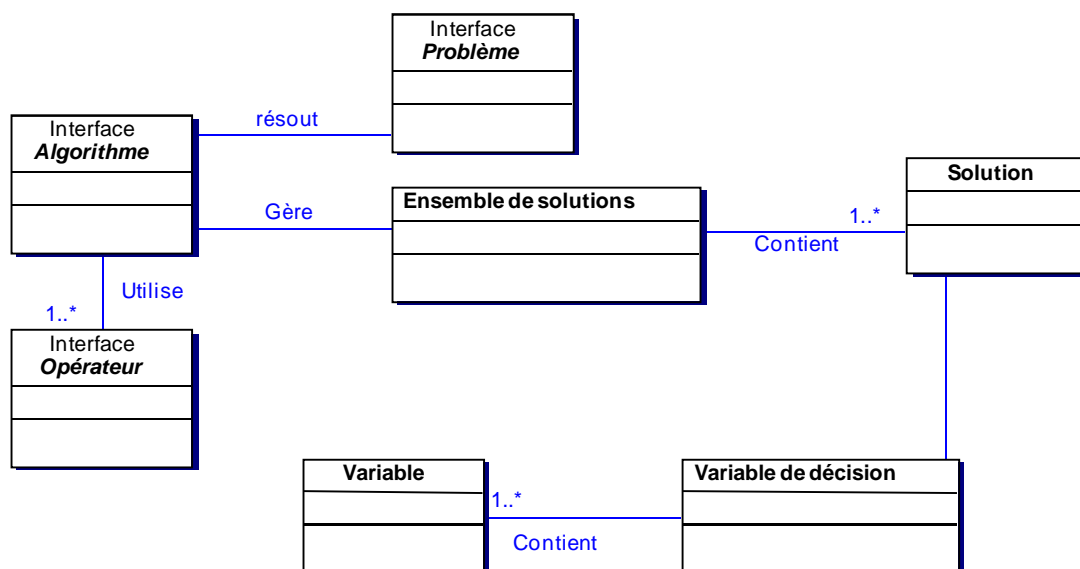 Interface
Problème
résout
Interface
Algorithme
Gère
Ensemble de solutions
1..*
Contient
Solution
Utilise
1..*
Interface
Opérateur
Variable
1..*
Contient
Variable de décision